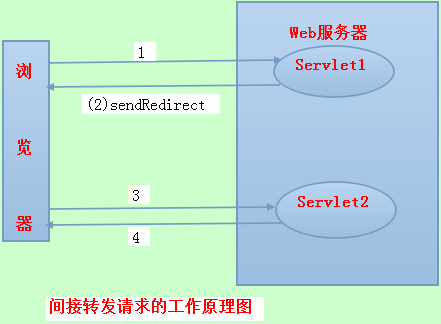 Web服务器
浏览器
1
Servlet1
(2)sendRedirect
3
Servlet2
4
间接转发请求的工作原理图